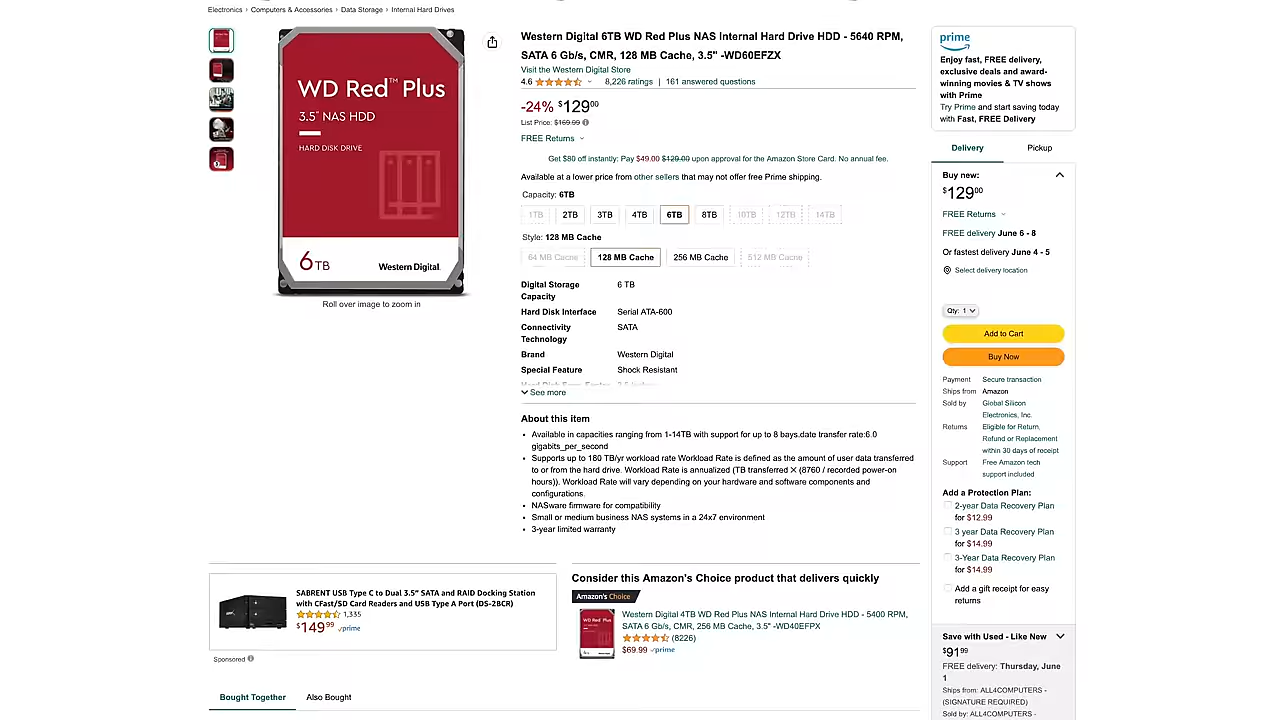 Electronics › Computers & Accessories › Data Storage › Internal Hard Drives
WD Red™ Plus
3.5" NAS HDD
HARD DISK DRIVE
6TB
Western Digital.
Roll over image to zoom in
Western Digital 6TB WD Red Plus NAS Internal Hard Drive HDD - 5640 RPM,
SATA 6 Gb/s, CMR, 128 MB Cache, 3.5" -WD60EFZX
Visit the Western Digital Store
4.6 8,226 ratings | 161 answered questions
-24% $129⁰⁰
List Price: $169.99
FREE Returns
Get $80 off instantly: Pay $49.00 $129.00 upon approval for the Amazon Store Card. No annual fee.
Available at a lower price from other sellers that may not offer free Prime shipping.
Capacity: 6TB
1TB 2TB 3TB 4TB 6TB 8TB 10TB 12TB 14TB
Style: 128 MB Cache
64 MB Cache 128 MB Cache 256 MB Cache 512 MB Cache
Digital Storage 6 TB
Capacity
Hard Disk Interface Serial ATA-600
Connectivity SATA
Technology
Brand Western Digital
Special Feature Shock Resistant
See more
About this item
• Available in capacities ranging from 1-14TB with support for up to 8 bays.date transfer rate:6.0
gigabits_per_second
• Supports up to 180 TB/yr workload rate Workload Rate is defined as the amount of user data transferred
to or from the hard drive. Workload Rate is annualized (TB transferred ✕ (8760 / recorded power-on
hours)). Workload Rate will vary depending on your hardware and software components and
configurations.
• NASware firmware for compatibility
• Small or medium business NAS systems in a 24x7 environment
• 3-year limited warranty
prime
Enjoy fast, FREE delivery,
exclusive deals and award-
winning movies & TV shows
with Prime
Try Prime and start saving today
with Fast, FREE Delivery
Delivery Pickup
Buy new:
$129⁰⁰
FREE Returns
FREE delivery June 6 - 8
Or fastest delivery June 4 - 5
Select delivery location
Qty: 1
Add to Cart
Buy Now
Payment Secure transaction
Ships from Amazon
Sold by Global Silicon
Electronics, Inc.
Returns Eligible for Return,
Refund or Replacement
within 30 days of receipt
Support Free Amazon tech
support included
Add a Protection Plan:
2-year Data Recovery Plan
for $12.99
3 year Data Recovery Plan
for $14.99
3-Year Data Recovery Plan
for $14.99
Add a gift receipt for easy
returns
Save with Used - Like New
$91⁹⁹
FREE delivery: Thursday, June
1
Ships from: ALL4COMPUTERS -
(SIGNATURE REQUIRED)
Sold by: ALL4COMPUTERS -
SABRENT USB Type C to Dual 3.5" SATA and RAID Docking Station
with CFast/SD Card Readers and USB Type A Port (DS-2BCR)
1,335
$149⁹⁹ prime
Sponsored
Consider this Amazon's Choice product that delivers quickly
Amazon's Choice
Western Digital 4TB WD Red Plus NAS Internal Hard Drive HDD - 5400 RPM,
SATA 6 Gb/s, CMR, 256 MB Cache, 3.5" -WD40EFPX
(8226)
$69.99 prime
WD Red Plus
Bought Together Also Bought